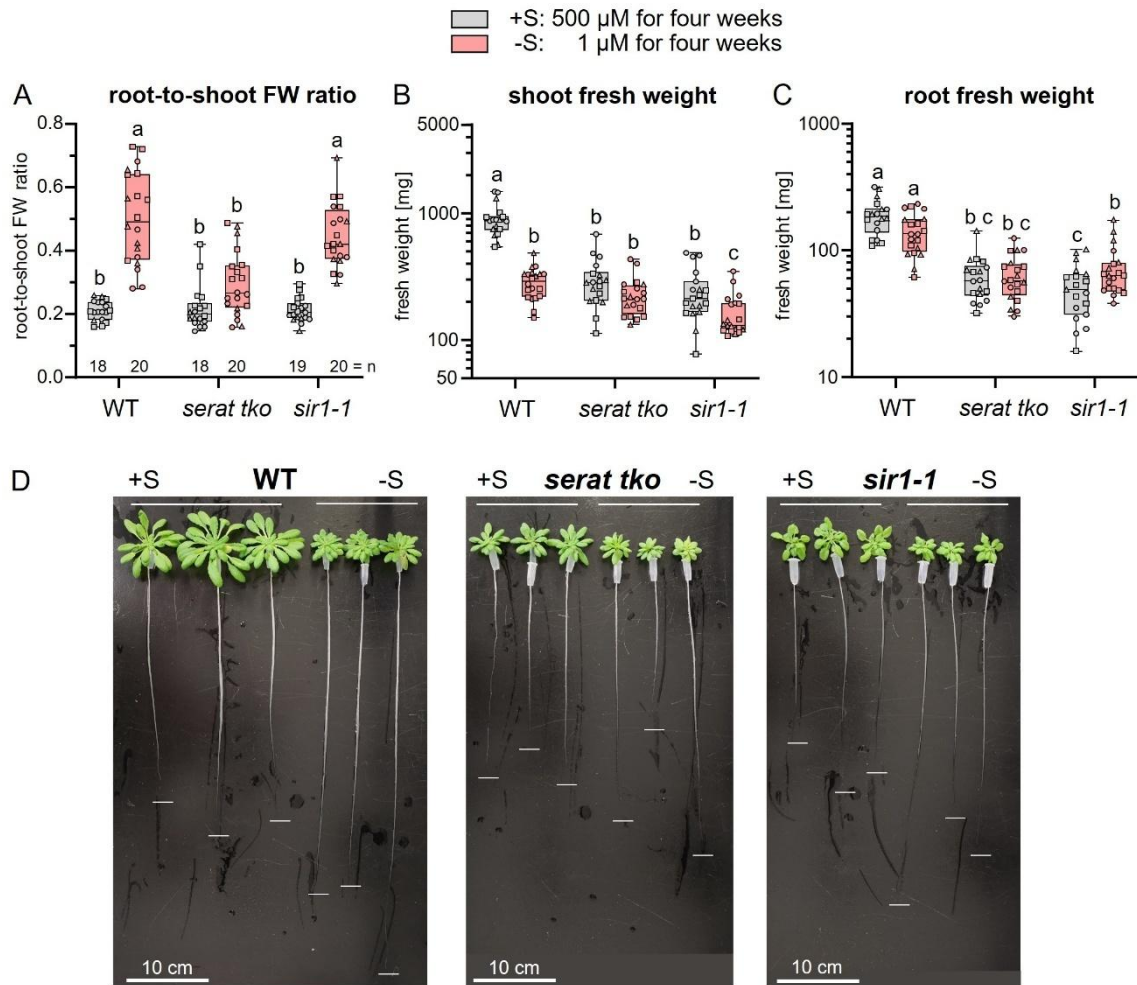 +S: 500 µM for four weeks
-S: 1 µM for four weeks
A root-to-shoot FW ratio
root-to-shoot FW ratio
0.8
0.6
0.4
0.2
0.0
b a b b b a
18 20 18 20 19 20 = n
WT serat tko sir1-1
B shoot fresh weight
fresh weight [mg]
5000
1000
100
50
a b b b b c
WT serat tko sir1-1
C root fresh weight
fresh weight [mg]
1000
100
10
a a b c b c c b
WT serat tko sir1-1
D
+S WT -S
10 cm
+S serat tko -S
10 cm
+S sir1-1 -S
10 cm